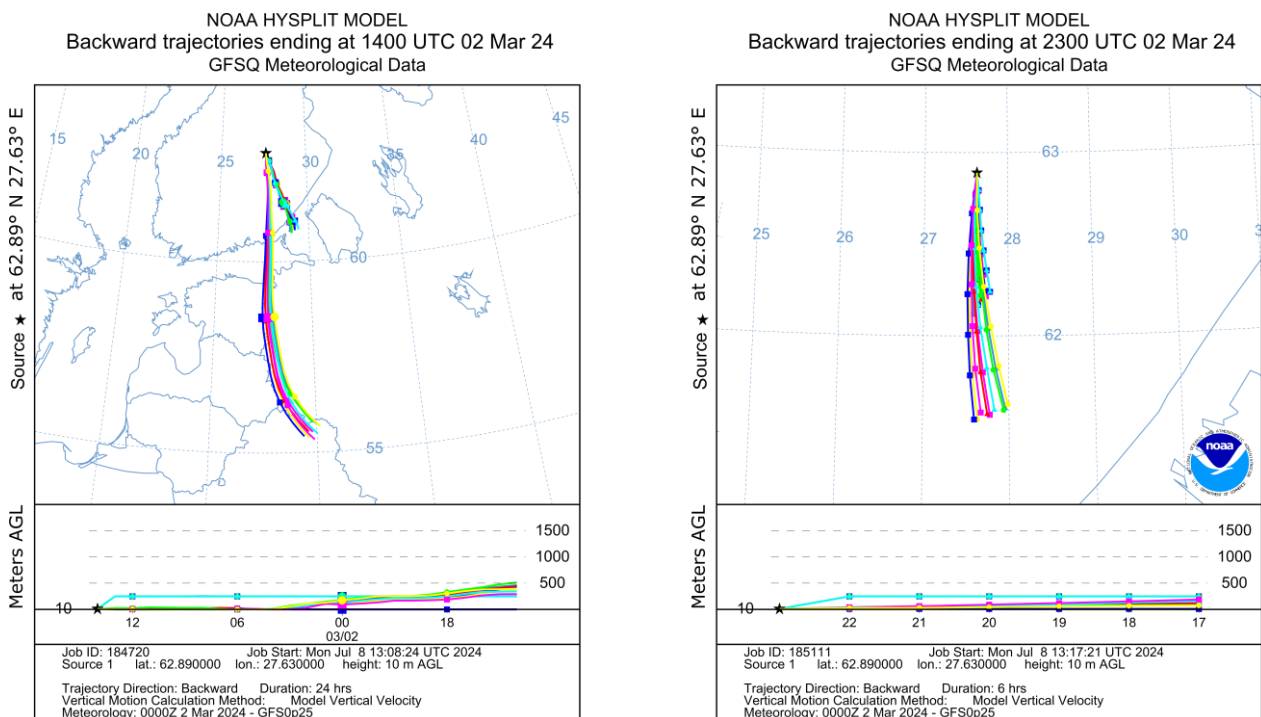 NOAA HYSPLIT MODEL
Backward trajectories ending at 1400 UTC 02 Mar 24
GFSQ Meteorological Data
Source ★ at 62.89° N 27.63° E
15
20
25
30
35
40
45
60
55
Meters AGL
1500
1000
500
10
12
06
00
18
03/02
Job ID: 184720 Job Start: Mon Jul 8 13:08:24 UTC 2024
Source 1 lat.: 62.890000 lon.: 27.630000 height: 10 m AGL
Trajectory Direction: Backward Duration: 24 hrs
Vertical Motion Calculation Method: Model Vertical Velocity
Meteorology: 0000Z 2 Mar 2024 - GFS0p25
NOAA HYSPLIT MODEL
Backward trajectories ending at 2300 UTC 02 Mar 24
GFSQ Meteorological Data
Source ★ at 62.89° N 27.63° E
63
25
26
27
28
29
30
62
noaa
Meters AGL
1500
1000
500
10
22
21
20
19
18
17
Job ID: 185111 Job Start: Mon Jul 8 13:17:21 UTC 2024
Source 1 lat.: 62.890000 lon.: 27.630000 height: 10 m AGL
Trajectory Direction: Backward Duration: 6 hrs
Vertical Motion Calculation Method: Model Vertical Velocity
Meteorology: 0000Z 2 Mar 2024 - GFS0p25